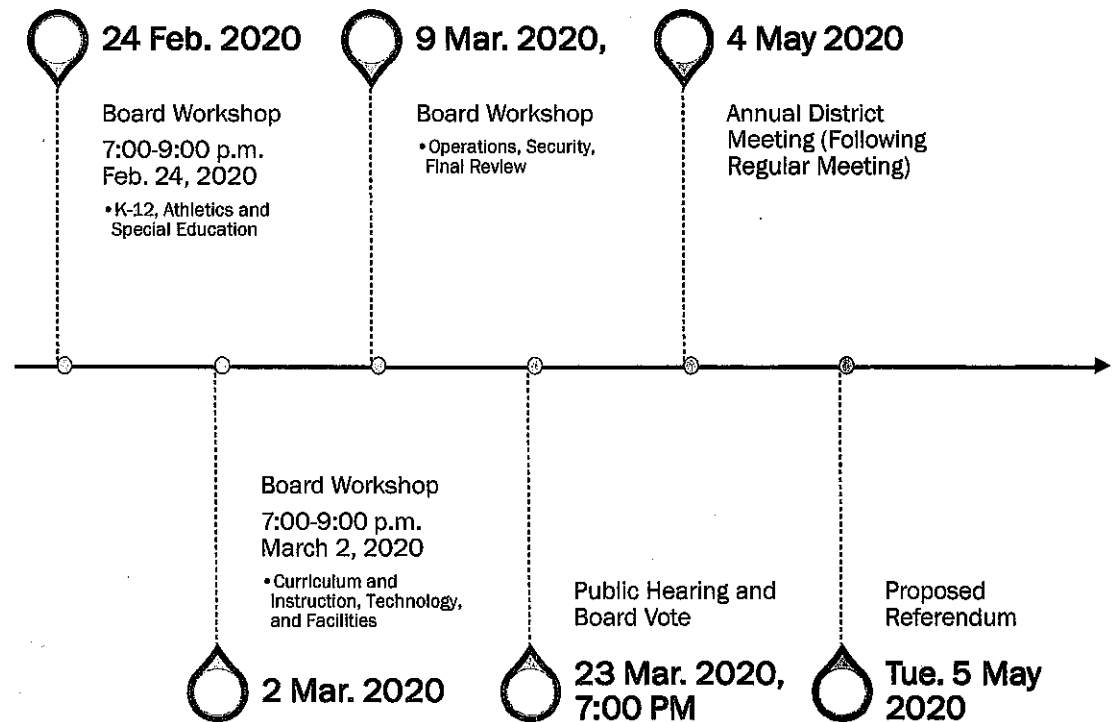 24 Feb. 2020
Board Workshop
7:00-9:00 p.m.
Feb. 24, 2020
•K-12, Athletics and
Special Education
9 Mar. 2020,
Board Workshop
•Operations, Security,
Final Review
4 May 2020
Annual District
Meeting (Following
Regular Meeting)
Board Workshop
7:00-9:00 p.m.
March 2, 2020
•Curriculum and
Instruction, Technology,
and Facilities
2 Mar. 2020
Public Hearing and
Board Vote
23 Mar. 2020,
7:00 PM
Proposed
Referendum
Tue. 5 May
2020